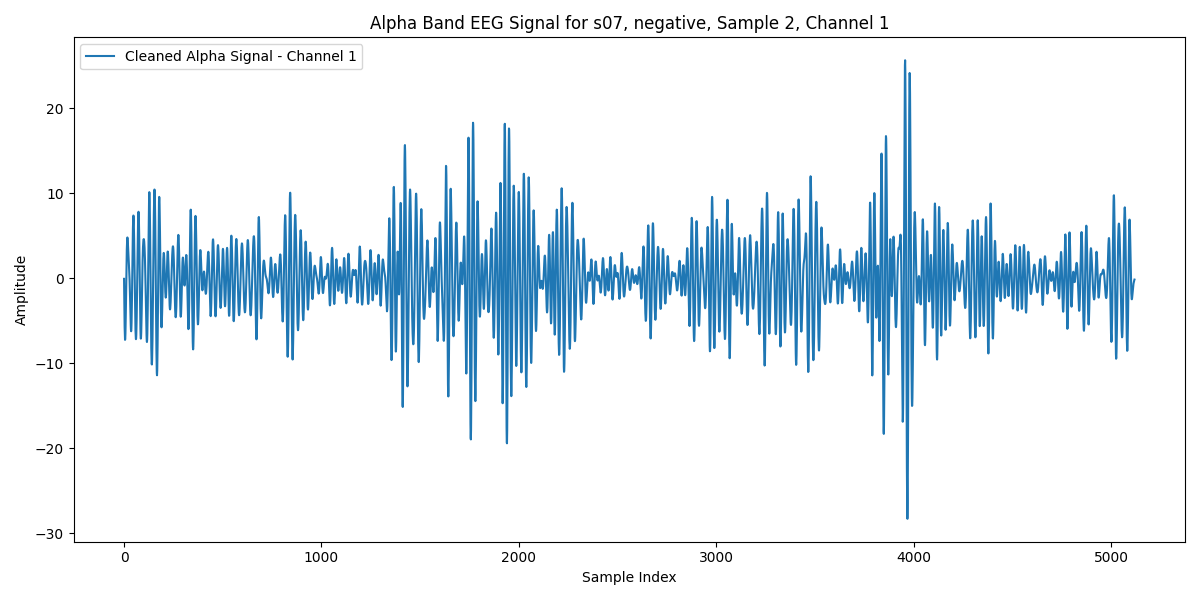 Alpha Band EEG Signal for s07, negative, Sample 2, Channel 1
Cleaned Alpha Signal - Channel 1
Amplitude
20
10
0
−10
−20
−30
0 1000 2000 3000 4000 5000
Sample Index